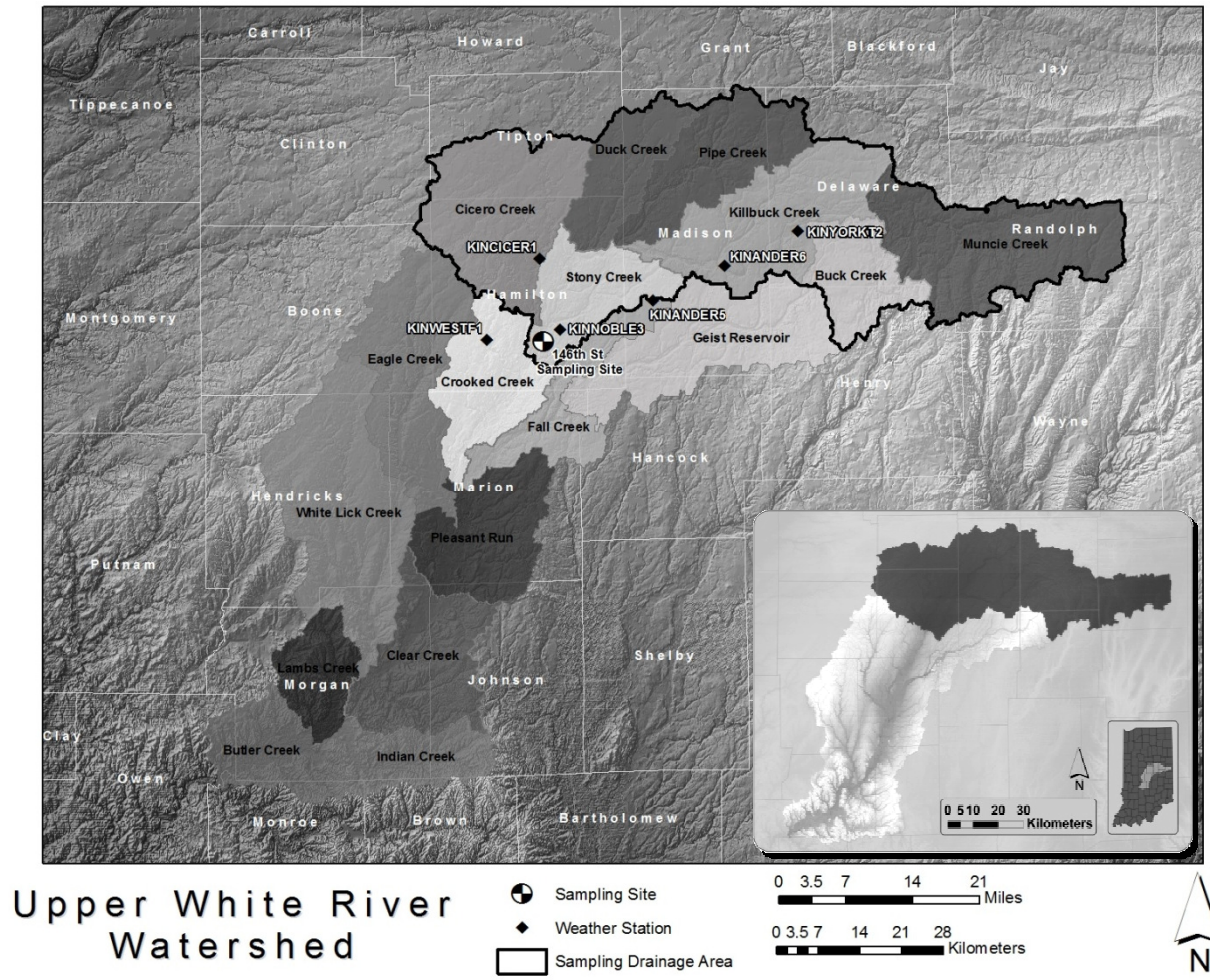 Carroll
Howard
Grant
Blackford
Jay
Tippecanoe
Clinton
Tipton
Duck Creek
Pipe Creek
Delaware
Cicero Creek
Killbuck Creek
Madison
KINYORKT2
Randolph
Muncie Creek
KINCICER1
KINANDER6
Stony Creek
Buck Creek
Hamilton
Boone
KINANDER5
Montgomery
KINWESTF1
KINNOBLE3
Geist Reservoir
Eagle Creek
146th St
Sampling Site
Crooked Creek
Henry
Fall Creek
Wayne
Hancock
Marion
Hendricks
White Lick Creek
Pleasant Run
Putnam
Clear Creek
Shelby
Lambs Creek
Morgan
Johnson
Clay
Butler Creek
Indian Creek
Owen
Monroe
Brown
Bartholomew
N
0 5 10 20 30
Kilometers
Upper White River
Watershed
Sampling Site
Weather Station
Sampling Drainage Area
0 3.5 7 14 21
Miles
0 3.5 7 14 21 28
Kilometers
N